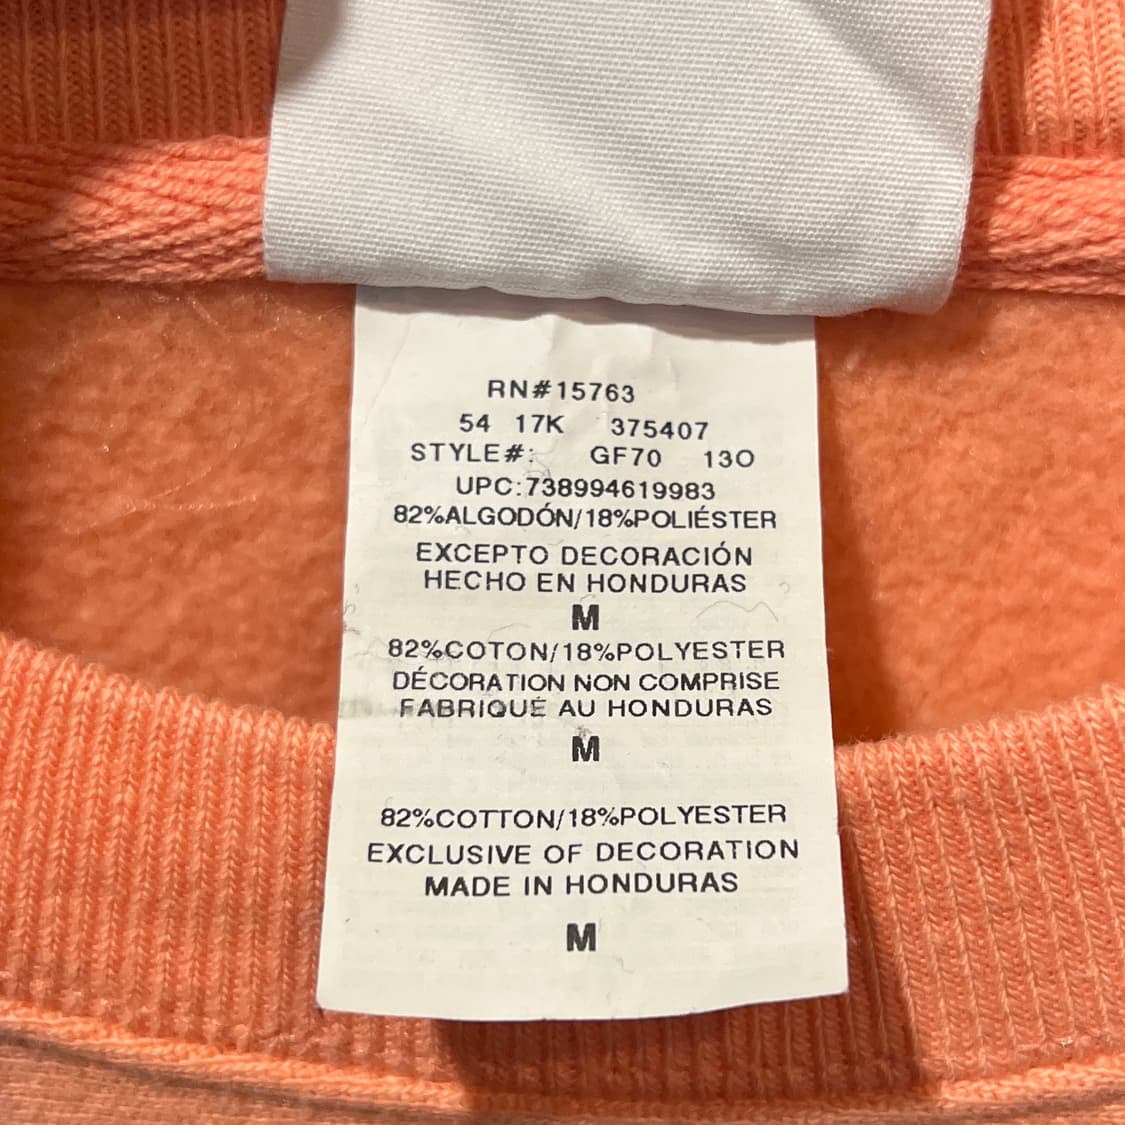 RN#15763
54 17K 375407
STYLE#: GF70 13O
UPC:738994619983
82%ALGODÓN/18%POLIÉSTER
EXCEPTO DECORACIÓN
HECHO EN HONDURAS
M
82%COTON/18%POLYESTER
DÉCORATION NON COMPRISE
FABRIQUÉ AU HONDURAS
M
82%COTTON/18%POLYESTER
EXCLUSIVE OF DECORATION
MADE IN HONDURAS
M